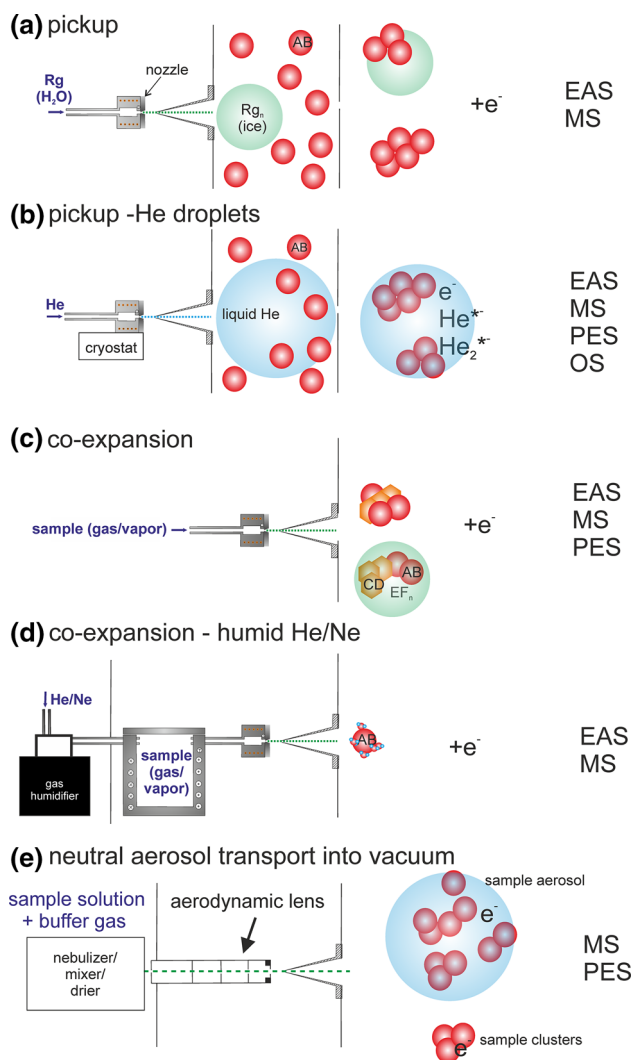 (a) pickup
Rg
(H₂O)
nozzle
AB
Rgₙ
(ice)
+e⁻
EAS
MS
(b) pickup -He droplets
He
cryostat
AB
liquid He
e⁻
He*⁻
He₂*⁻
EAS
MS
PES
OS
(c) co-expansion
sample (gas/vapor)
CD
AB
EFₙ
+e⁻
EAS
MS
PES
(d) co-expansion - humid He/Ne
He/Ne
gas
humidifier
sample
(gas/
vapor)
AB
+e⁻
EAS
MS
(e) neutral aerosol transport into vacuum
sample solution
+ buffer gas
nebulizer/
mixer/
drier
aerodynamic lens
sample aerosol
e⁻
e⁻
sample clusters
MS
PES